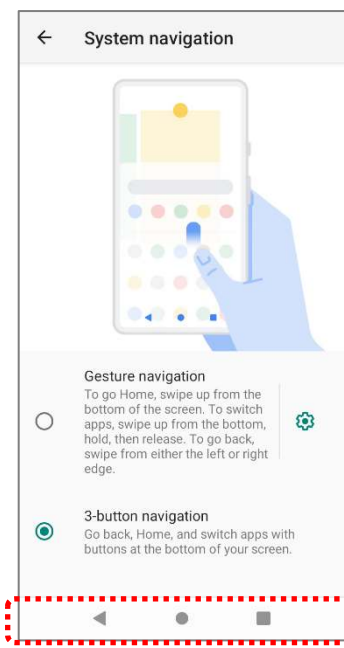 System navigation
Gesture navigation
To go Home, swipe up from the
bottom of the screen. To switch
apps, swipe up from the bottom,
hold, then release. To go back,
swipe from either the left or right
edge.
3-button navigation
Go back, Home, and switch apps with
buttons at the bottom of your screen.